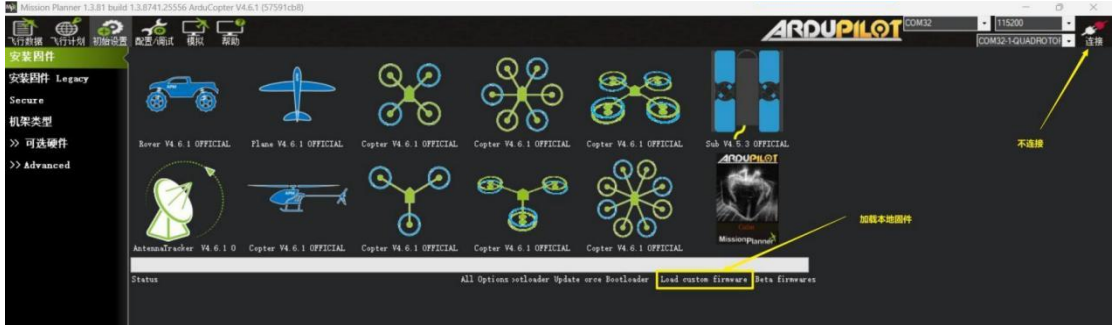 Mission Planner 1.3.81 build 1.3.8741.25556 ArduCopter V4.6.1 (57591cb8)
飞行数据 飞行计划 初始设置 配置/调试 模拟 帮助
ARDUPILOT
COM32
115200
COM32-1-QUADROTOR
连接
安装固件
安装固件 Legacy
Secure
机架类型
>> 可选硬件
>> Advanced
Rover V4.6.1 OFFICIAL
Plane V4.6.1 OFFICIAL
Copter V4.6.1 OFFICIAL
Copter V4.6.1 OFFICIAL
Copter V4.6.1 OFFICIAL
Sub V4.5.3 OFFICIAL
不连接
ARDUPILOT
Cube
Mission Planner
加载本地固件
AntennaTracker V4.6.1 O
Copter V4.6.1 OFFICIAL
Copter V4.6.1 OFFICIAL
Copter V4.6.1 OFFICIAL
Copter V4.6.1 OFFICIAL
Status
All Options otloader Update orce Bootloader Load custom firmware Beta firmwares